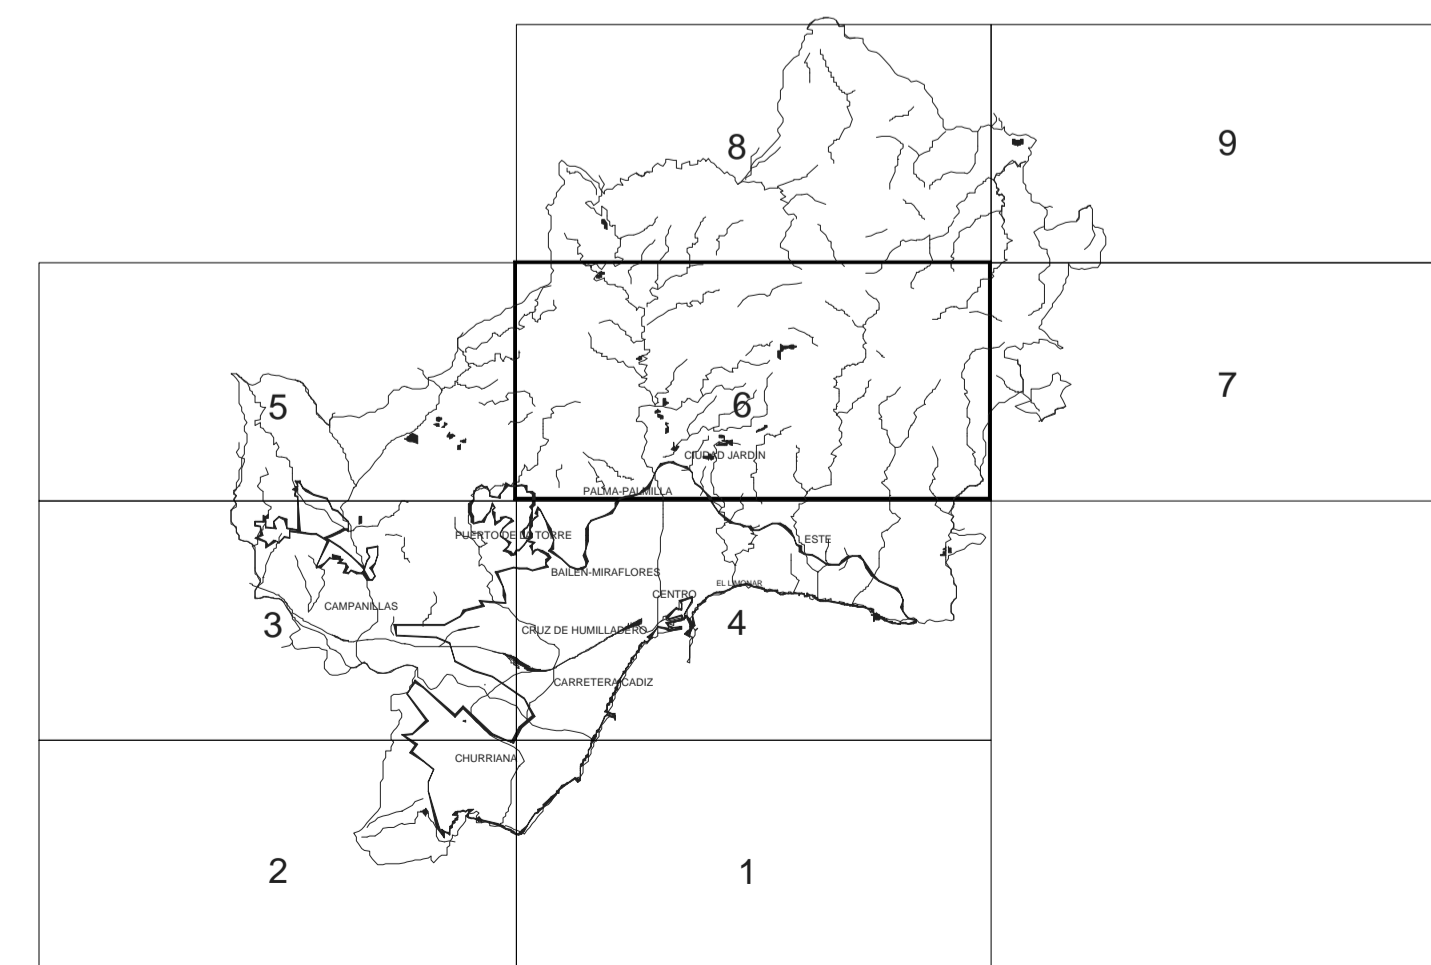 8
9
5
6
7
CIUDAD JARDIN
PALMA-PALMILLA
PUERTO DE LA TORRE
ESTE
BAILEN-MIRAFLORES
EL LIMONAR
CENTRO
CAMPANILLAS
3
CRUZ DE HUMILLADERO
4
CARRETERA CADIZ
CHURRIANA
2
1